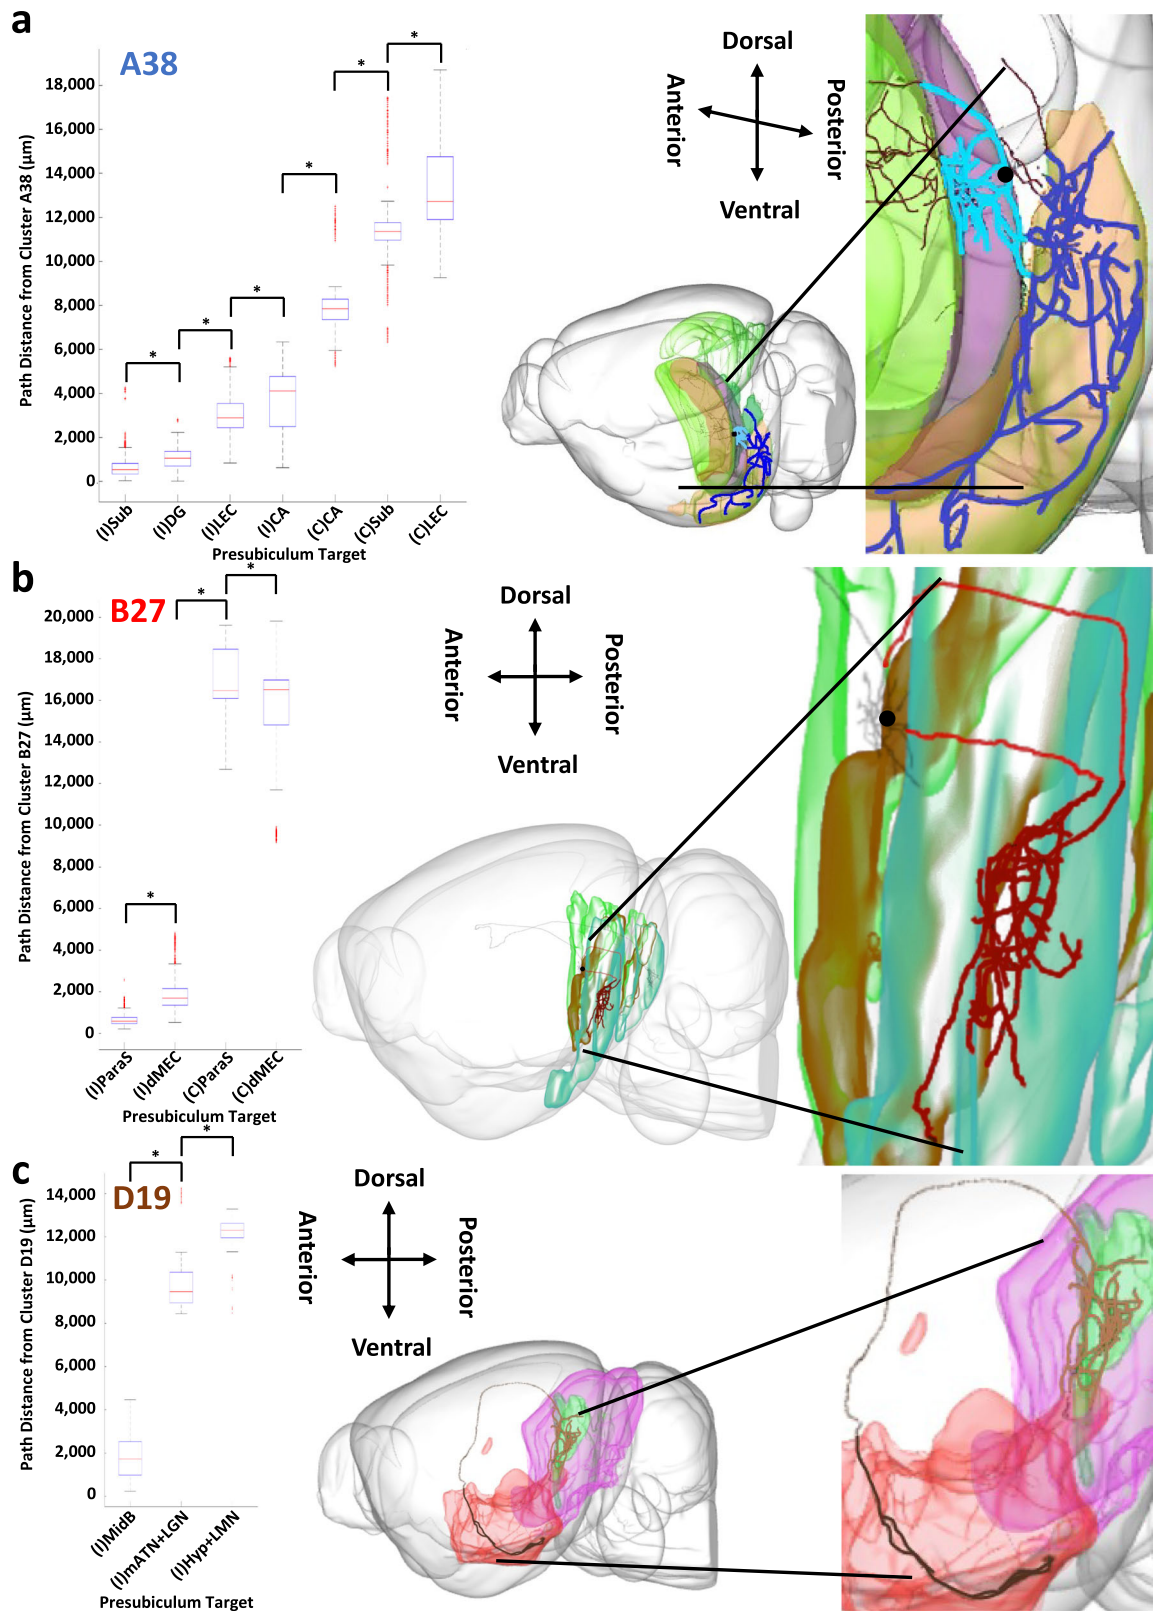 a
A38
Path Distance from Cluster A38 (µm)
18,000
16,000
14,000
12,000
10,000
8,000
6,000
4,000
2,000
0
* * * * * *
(I)Sub
(I)DG
(I)LEC
(I)CA
(C)CA
(C)Sub
(C)LEC
Presubiculum Target
Dorsal
Anterior
Posterior
Ventral
b
B27
Path Distance from Cluster B27 (µm)
20,000
18,000
16,000
14,000
12,000
10,000
8,000
6,000
4,000
2,000
0
* * *
(I)ParaS
(I)dMEC
(C)ParaS
(C)dMEC
Presubiculum Target
Dorsal
Anterior
Posterior
Ventral
c
D19
Path Distance from Cluster D19 (µm)
14,000
12,000
10,000
8,000
6,000
4,000
2,000
0
* *
(I)MidB
(I)mATN+LGN
(I)Hyp+LMN
Presubiculum Target
Dorsal
Anterior
Posterior
Ventral